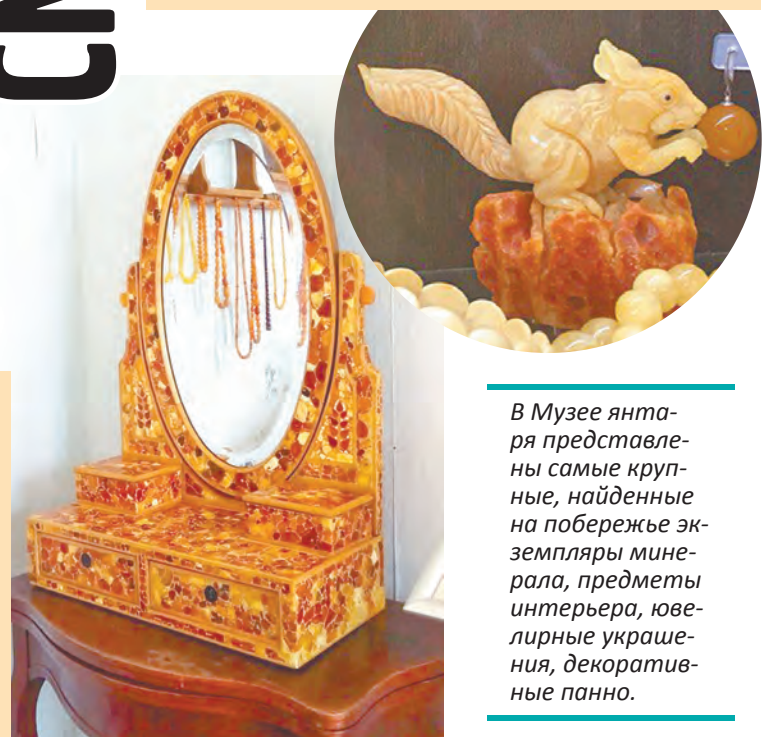 В Музее янта-
ря представле-
ны самые круп-
ные, найденные
на побережье эк-
земпляры мине-
рала, предметы
интерьера, юве-
лирные украше-
ния, декоратив-
ные панно.